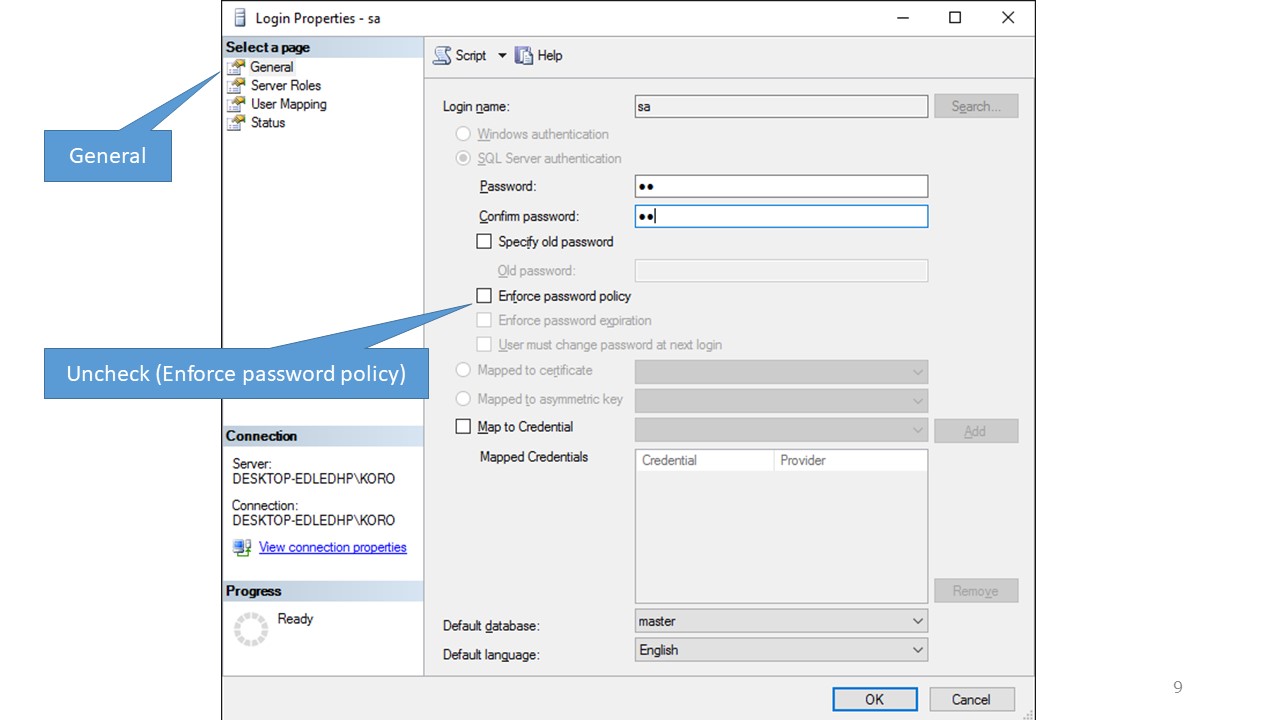 Login Properties - sa
Select a page
General
Server Roles
User Mapping
Status
General
Script
Help
Login name:
sa
Search...
Windows authentication
SQL Server authentication
Password:
●●
Confirm password:
●●
Specify old password
Old password:
Enforce password policy
Enforce password expiration
User must change password at next login
Uncheck (Enforce password policy)
Mapped to certificate
Mapped to asymmetric key
Map to Credential
Add
Mapped Credentials
Credential Provider
Remove
Connection
Server:
DESKTOP-EDLEDHP\KORO
Connection:
DESKTOP-EDLEDHP\KORO
View connection properties
Progress
Ready
Default database:
master
Default language:
English
OK
Cancel
9